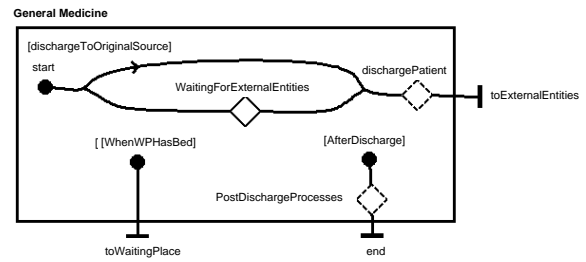 General Medicine
[dischargeToOriginalSource]
start
dischargePatient
WaitingForExternalEntities
toExternalEntities
[ [WhenWPHasBed]
[AfterDischarge]
PostDischargeProcesses
toWaitingPlace
end